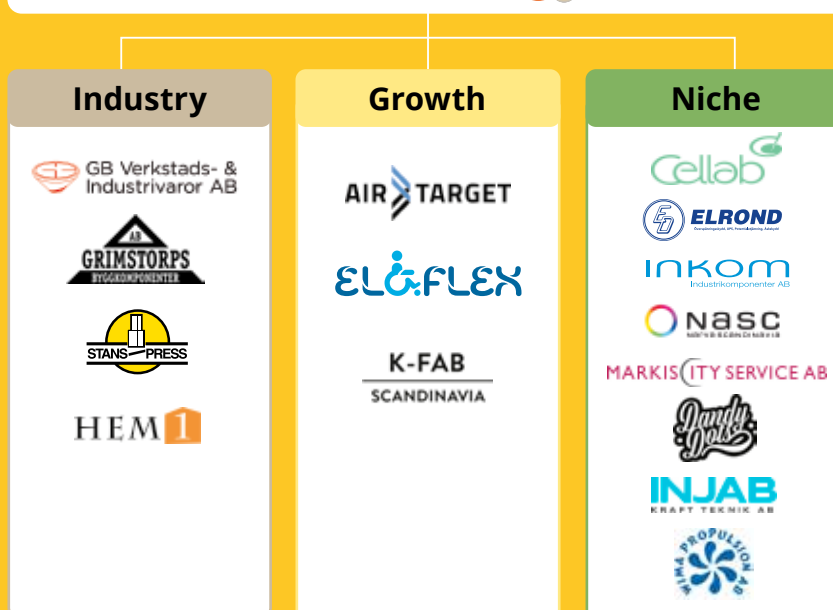 Industry
GB Verkstads- &
Industrivaror AB
AB
GRIMSTORPS
BYGGKOMPONENTER
STANS PRESS
HEM1
Growth
AIR TARGET
ELOFLEX
K-FAB
SCANDINAVIA
Niche
Cellab
EO ELROND
INKOM
Industrikomponenter AB
NASC
MARKISCITY SERVICE AB
Dandy
Dots
INJAB
KRAFT TEKNIK AB
WIMA PROPULSION AB